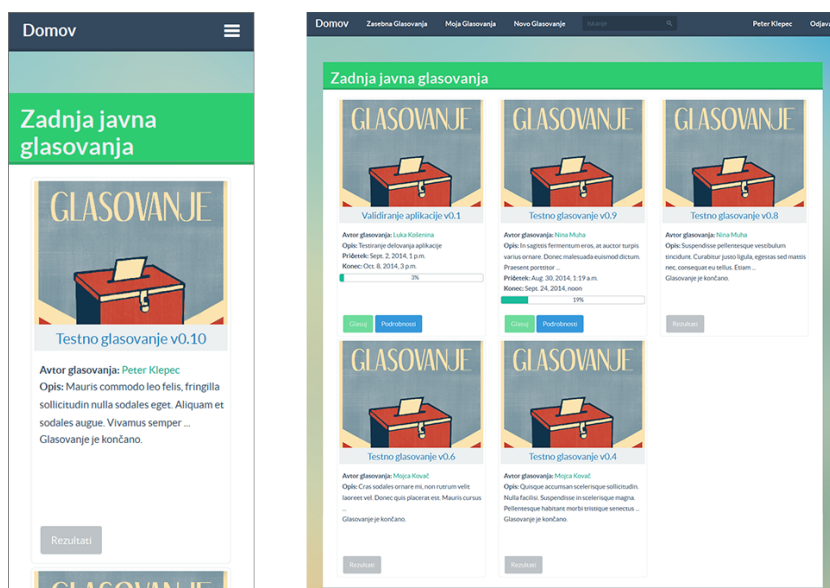 Domov
Zadnja javna
glasovanja
GLASOVANJE
Testno glasovanje v0.10
Avtor glasovanja: Peter Klepec
Opis: Mauris commodo leo felis, fringilla
sollicitudin nulla sodales eget. Aliquam et
sodales augue. Vivamus semper ...
Glasovanje je končano.
Rezultati
GLASOVANJE
Domov Zasebna Glasovanja Moja Glasovanja Novo Glasovanje Iskanje Peter Klepec Odjava
Zadnja javna glasovanja
GLASOVANJE
Validiranje aplikacije v0.1
Avtor glasovanja: Luka Košenina
Opis: Testiranje delovanja aplikacije
Pričetek: Sept. 2, 2014, 1 p.m.
Konec: Oct. 8, 2014, 3 p.m.
3%
Glasuj Podrobnosti
GLASOVANJE
Testno glasovanje v0.9
Avtor glasovanja: Nina Muha
Opis: In sagittis fermentum eros, at auctor turpis
varius ornare. Donec malesuada euismod dictum.
Praesent porttitor ...
Pričetek: Aug. 30, 2014, 1:19 a.m.
Konec: Sept. 24, 2014, noon
19%
Glasuj Podrobnosti
GLASOVANJE
Testno glasovanje v0.8
Avtor glasovanja: Nina Muha
Opis: Suspendisse pellentesque vestibulum
tincidunt. Curabitur justo ligula, egestas sed mattis
nec, consequat eu tellus. Etiam ...
Glasovanje je končano.
Rezultati
GLASOVANJE
Testno glasovanje v0.6
Avtor glasovanja: Mojca Kovač
Opis: Cras sodales ornare mi, non rutrum velit
laoreet vel. Donec quis placerat est. Mauris cursus
...
Glasovanje je končano.
Rezultati
GLASOVANJE
Testno glasovanje v0.4
Avtor glasovanja: Mojca Kovač
Opis: Quisque accumsan scelerisque sollicitudin.
Nulla facilisi. Suspendisse in scelerisque magna.
Pellentesque habitant morbi tristique senectus ...
Glasovanje je končano.
Rezultati